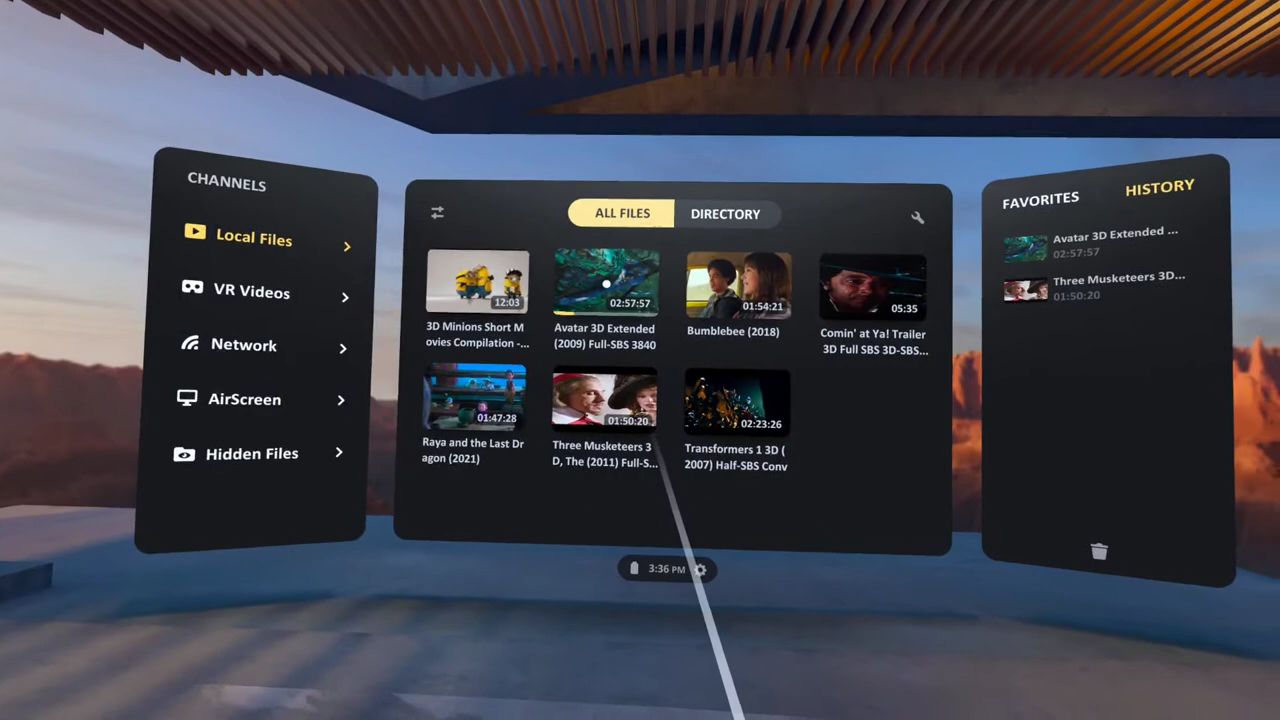 CHANNELS
Local Files
VR Videos
Network
AirScreen
Hidden Files
ALL FILES
DIRECTORY
12:03
3D Minions Short M
ovies Compilation -...
02:57:57
Avatar 3D Extended
(2009) Full-SBS 3840
01:54:21
Bumblebee (2018)
05:35
Comin' at Ya! Trailer
3D Full SBS 3D-SBS...
01:47:28
Raya and the Last Dr
agon (2021)
01:50:20
Three Musketeers 3
D, The (2011) Full-S...
02:23:26
Transformers 1 3D (
2007) Half-SBS Conv
3:36 PM
FAVORITES
HISTORY
Avatar 3D Extended ...
02:57:57
Three Musketeers 3D...
01:50:20